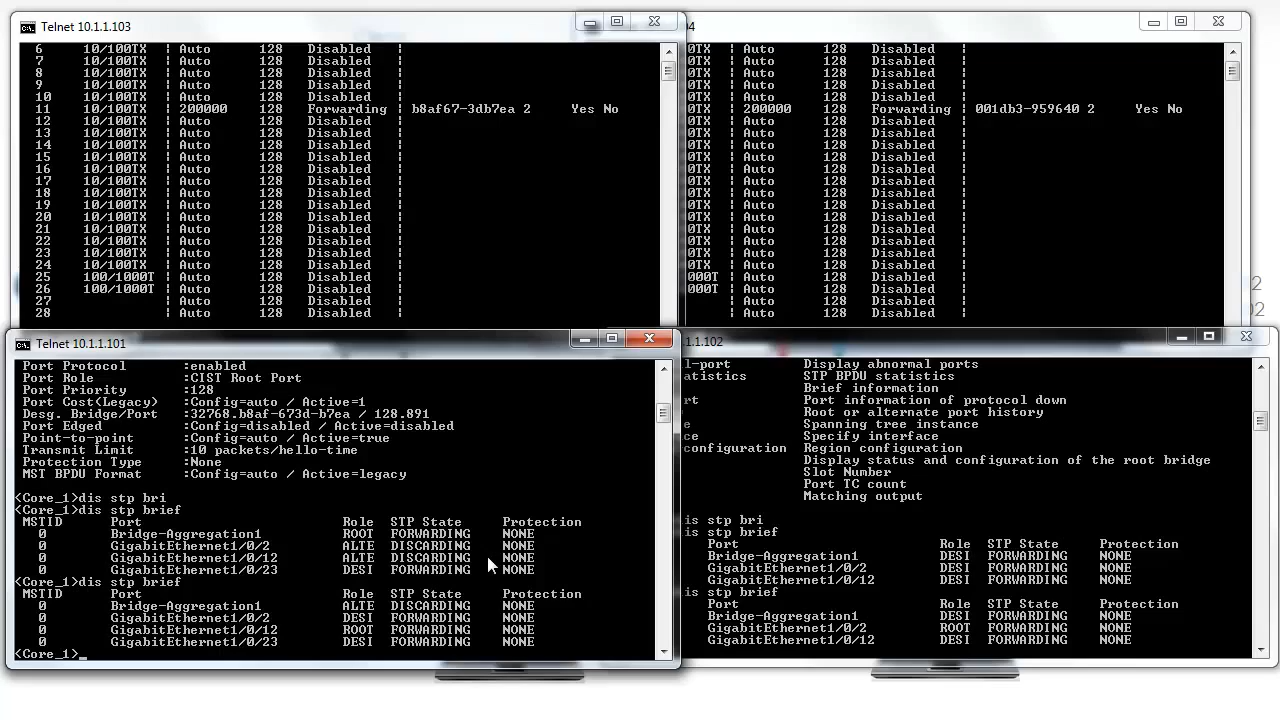 Telnet 10.1.1.103
6 10/100TX | Auto 128 Disabled |
7 10/100TX | Auto 128 Disabled |
8 10/100TX | Auto 128 Disabled |
9 10/100TX | Auto 128 Disabled |
10 10/100TX | Auto 128 Disabled |
11 10/100TX | 200000 128 Forwarding | b8af67-3db7ea 2 Yes No
12 10/100TX | Auto 128 Disabled |
13 10/100TX | Auto 128 Disabled |
14 10/100TX | Auto 128 Disabled |
15 10/100TX | Auto 128 Disabled |
16 10/100TX | Auto 128 Disabled |
17 10/100TX | Auto 128 Disabled |
18 10/100TX | Auto 128 Disabled |
19 10/100TX | Auto 128 Disabled |
20 10/100TX | Auto 128 Disabled |
21 10/100TX | Auto 128 Disabled |
22 10/100TX | Auto 128 Disabled |
23 10/100TX | Auto 128 Disabled |
24 10/100TX | Auto 128 Disabled |
25 100/1000T | Auto 128 Disabled |
26 100/1000T | Auto 128 Disabled |
27 | Auto 128 Disabled |
28 | Auto 128 Disabled |
04
0TX | Auto 128 Disabled |
0TX | Auto 128 Disabled |
0TX | Auto 128 Disabled |
0TX | Auto 128 Disabled |
0TX | Auto 128 Disabled |
0TX | 200000 128 Forwarding | 001db3-959640 2 Yes No
0TX | Auto 128 Disabled |
0TX | Auto 128 Disabled |
0TX | Auto 128 Disabled |
0TX | Auto 128 Disabled |
0TX | Auto 128 Disabled |
0TX | Auto 128 Disabled |
0TX | Auto 128 Disabled |
0TX | Auto 128 Disabled |
0TX | Auto 128 Disabled |
0TX | Auto 128 Disabled |
0TX | Auto 128 Disabled |
0TX | Auto 128 Disabled |
0TX | Auto 128 Disabled |
000T | Auto 128 Disabled |
000T | Auto 128 Disabled |
| Auto 128 Disabled |
| Auto 128 Disabled |
2
02
Telnet 10.1.1.101
Port Protocol :enabled
Port Role :CIST Root Port
Port Priority :128
Port Cost(Legacy) :Config=auto / Active=1
Desg. Bridge/Port :32768.b8af-673d-b7ea / 128.891
Port Edged :Config=disabled / Active=disabled
Point-to-point :Config=auto / Active=true
Transmit Limit :10 packets/hello-time
Protection Type :None
MST BPDU Format :Config=auto / Active=legacy
<Core_1>dis stp bri
<Core_1>dis stp brief
MSTID Port Role STP State Protection
0 Bridge-Aggregation1 ROOT FORWARDING NONE
0 GigabitEthernet1/0/2 ALTE DISCARDING NONE
0 GigabitEthernet1/0/12 ALTE DISCARDING NONE
0 GigabitEthernet1/0/23 DESI FORWARDING NONE
<Core_1>dis stp brief
MSTID Port Role STP State Protection
0 Bridge-Aggregation1 ALTE DISCARDING NONE
0 GigabitEthernet1/0/2 DESI FORWARDING NONE
0 GigabitEthernet1/0/12 ROOT FORWARDING NONE
0 GigabitEthernet1/0/23 DESI FORWARDING NONE
<Core_1>_
1.1.102
l-port Display abnormal ports
atistics STP BPDU statistics
Brief information
rt Port information of protocol down
Root or alternate port history
e Spanning tree instance
ce Specify interface
configuration Region configuration
Display status and configuration of the root bridge
Slot Number
Port TC count
Matching output
is stp bri
is stp brief
Port Role STP State Protection
Bridge-Aggregation1 DESI FORWARDING NONE
GigabitEthernet1/0/2 DESI FORWARDING NONE
GigabitEthernet1/0/12 DESI FORWARDING NONE
is stp brief
Port Role STP State Protection
Bridge-Aggregation1 DESI FORWARDING NONE
GigabitEthernet1/0/2 ROOT FORWARDING NONE
GigabitEthernet1/0/12 DESI FORWARDING NONE